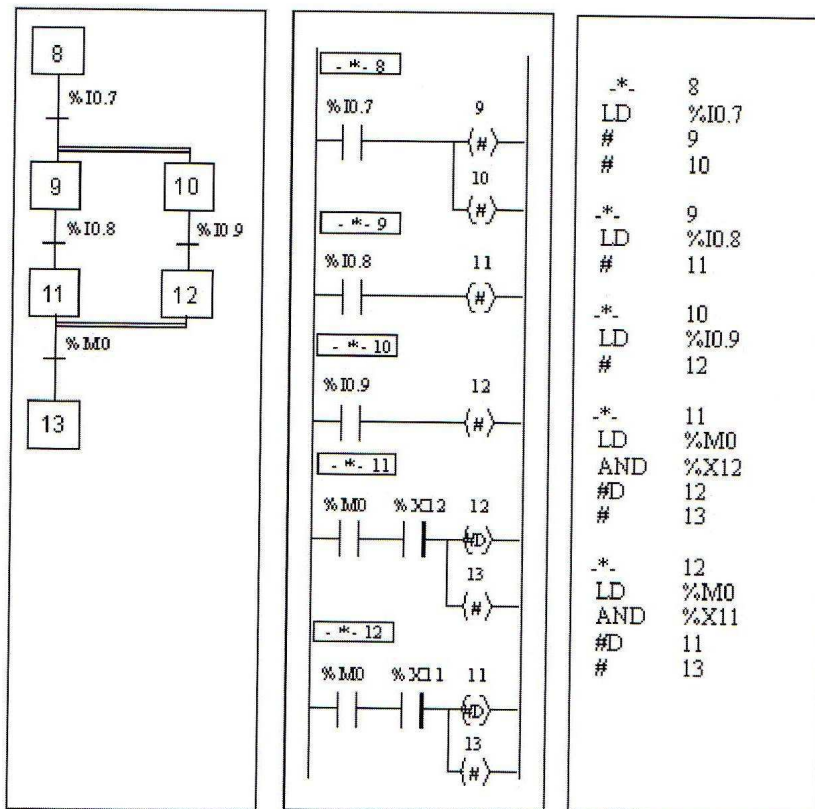 8
%I0.7
9 10
%I0.8 %I0.9
11 12
%M0
13
-*- 8
%I0.7 9
(#)
10
(#)
-*- 9
%I0.8 11
(#)
-*- 10
%I0.9 12
(#)
-*- 11
%M0 %X12 12
(#D)
13
(#)
-*- 12
%M0 %X11 11
(#D)
13
(#)
-*- 8
LD %I0.7
# 9
# 10
-*- 9
LD %I0.8
# 11
-*- 10
LD %I0.9
# 12
-*- 11
LD %M0
AND %X12
#D 12
# 13
-*- 12
LD %M0
AND %X11
#D 11
# 13